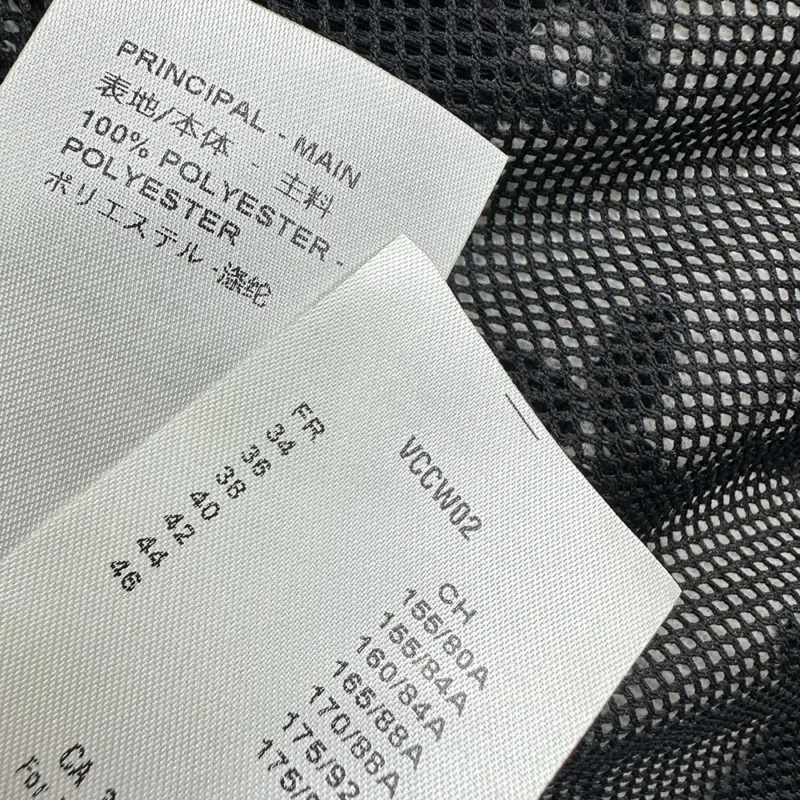 PRINCIPAL - MAIN
表地/本体 - 主料
100% POLYESTER -
POLYESTER
ポリエステル - 涤纶
VCCW02
FR
34
36
38
40
42
44
46
CH
155/80A
155/84A
160/84A
165/88A
170/88A
175/92
175/
CA
For